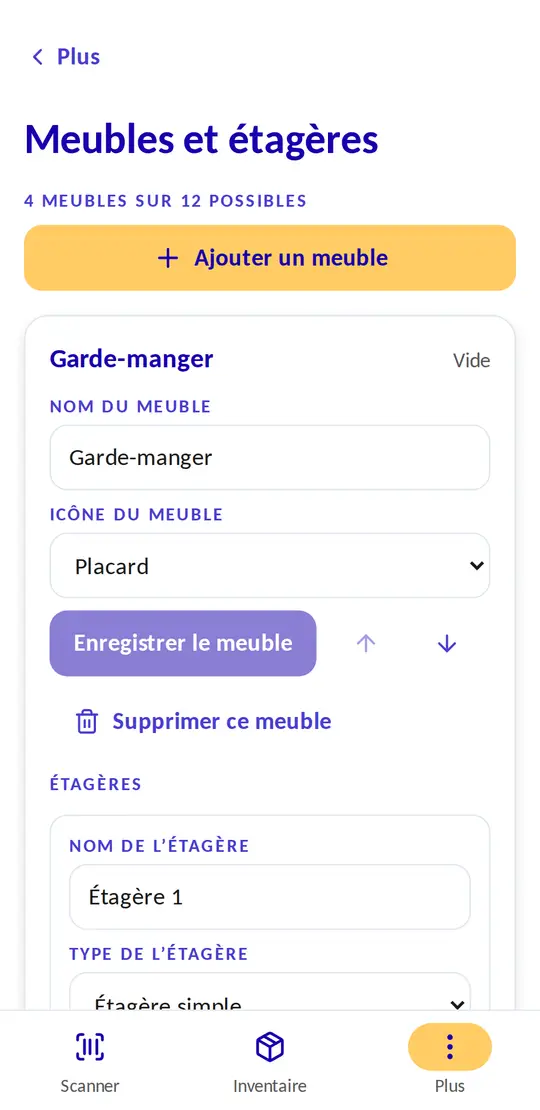 Plus
Meubles et étagères
4 MEUBLES SUR 12 POSSIBLES
Ajouter un meuble
Garde-manger
Vide
NOM DU MEUBLE
Garde-manger
ICÔNE DU MEUBLE
Placard
Enregistrer le meuble
Supprimer ce meuble
ÉTAGÈRES
NOM DE L’ÉTAGÈRE
Étagère 1
TYPE DE L’ÉTAGÈRE
Étagère simple
Scanner
Inventaire
Plus